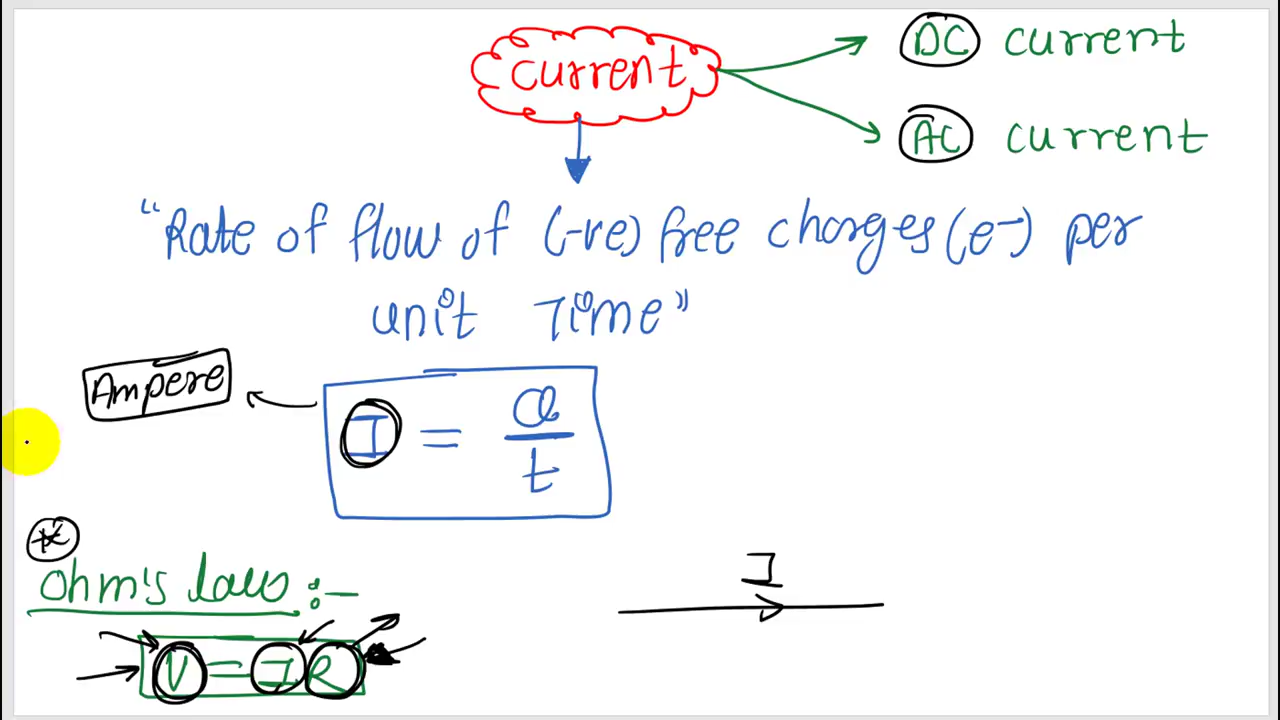 current
DC current
AC current
"Rate of flow of (-ve) free charges (e-) per
unit Time"
Ampere
I = Q/t
Ohm's law :-
I
V = IR